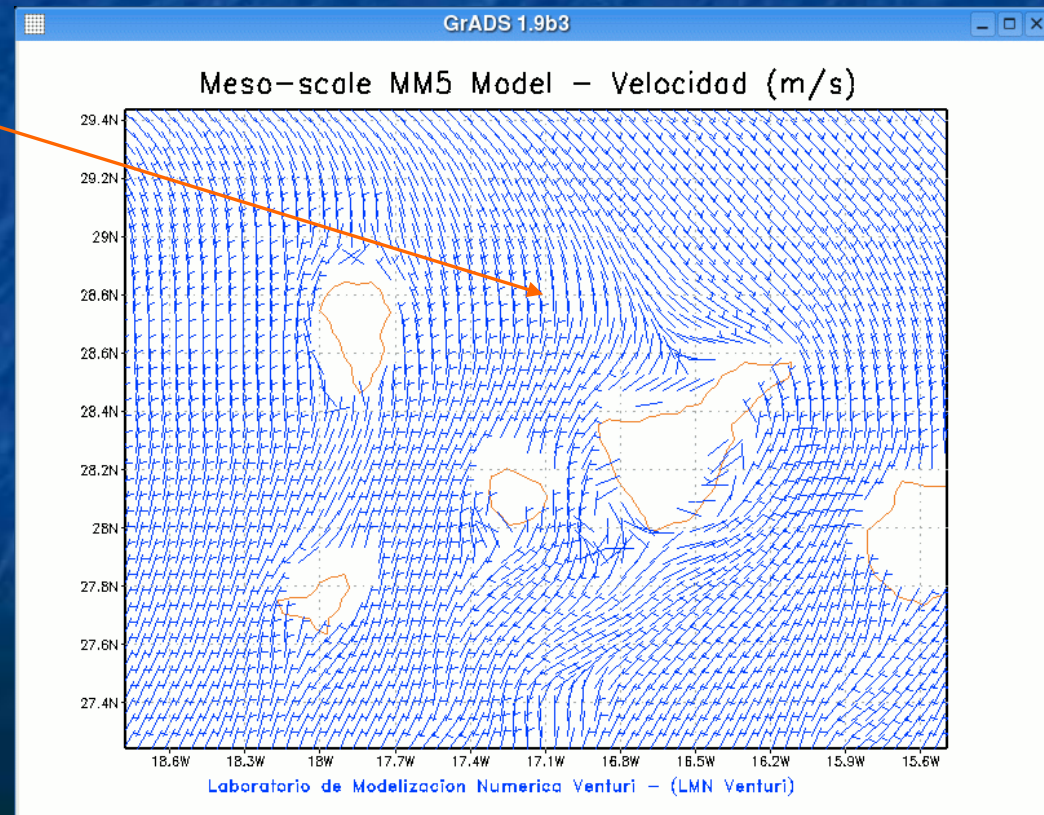 GrADS 1.9b3
Meso-scale MM5 Model - Velocidad (m/s)
29.4N
29.2N
29N
28.8N
28.6N
28.4N
28.2N
28N
27.8N
27.6N
27.4N
18.6W 18.3W 18W 17.7W 17.4W 17.1W 16.8W 16.5W 16.2W 15.9W 15.6W
Laboratorio de Modelizacion Numerica Venturi - (LMN Venturi)